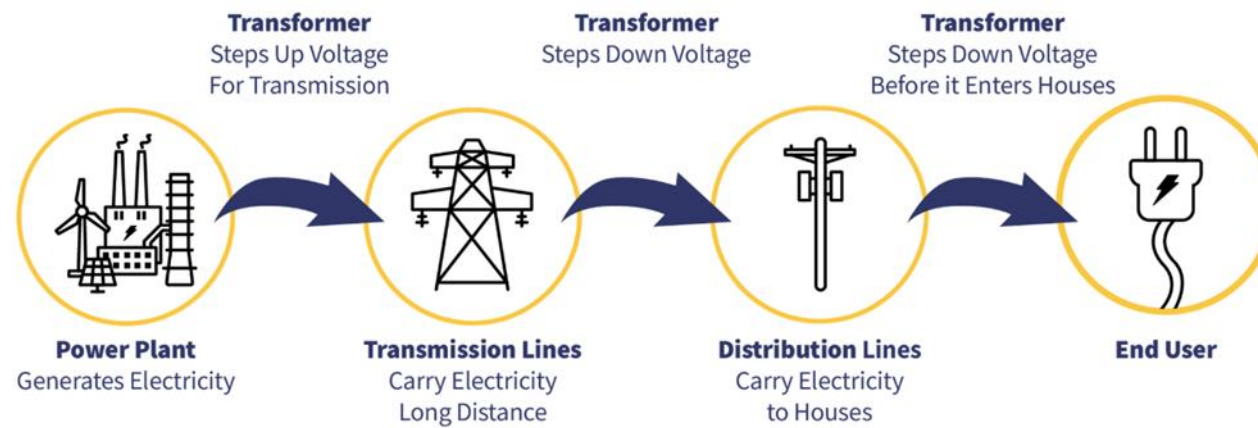 Transformer
Steps Up Voltage
For Transmission
Transformer
Steps Down Voltage
Transformer
Steps Down Voltage
Before it Enters Houses
Power Plant
Generates Electricity
Transmission Lines
Carry Electricity
Long Distance
Distribution Lines
Carry Electricity
to Houses
End User